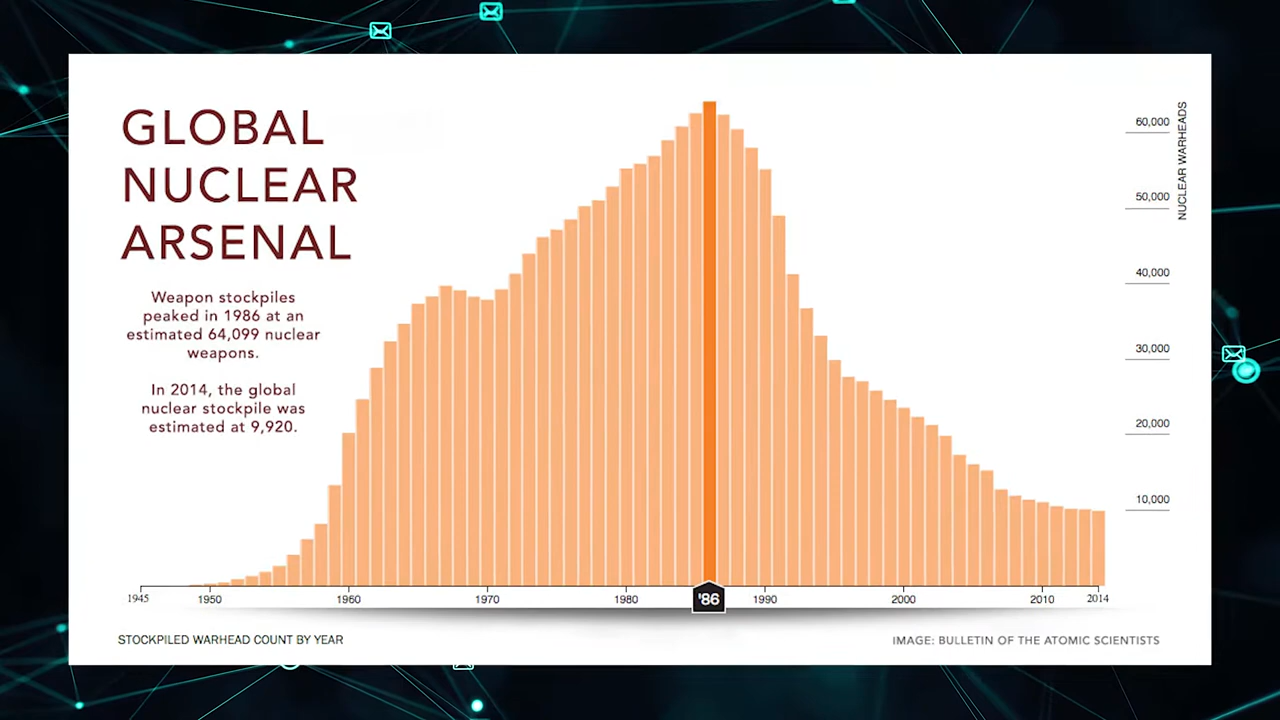 GLOBAL
NUCLEAR
ARSENAL
Weapon stockpiles
peaked in 1986 at an
estimated 64,099 nuclear
weapons.
In 2014, the global
nuclear stockpile was
estimated at 9,920.
60,000
50,000
40,000
30,000
20,000
10,000
NUCLEAR WARHEADS
1945 1950 1960 1970 1980 '86 1990 2000 2010 2014
STOCKPILED WARHEAD COUNT BY YEAR
IMAGE: BULLETIN OF THE ATOMIC SCIENTISTS